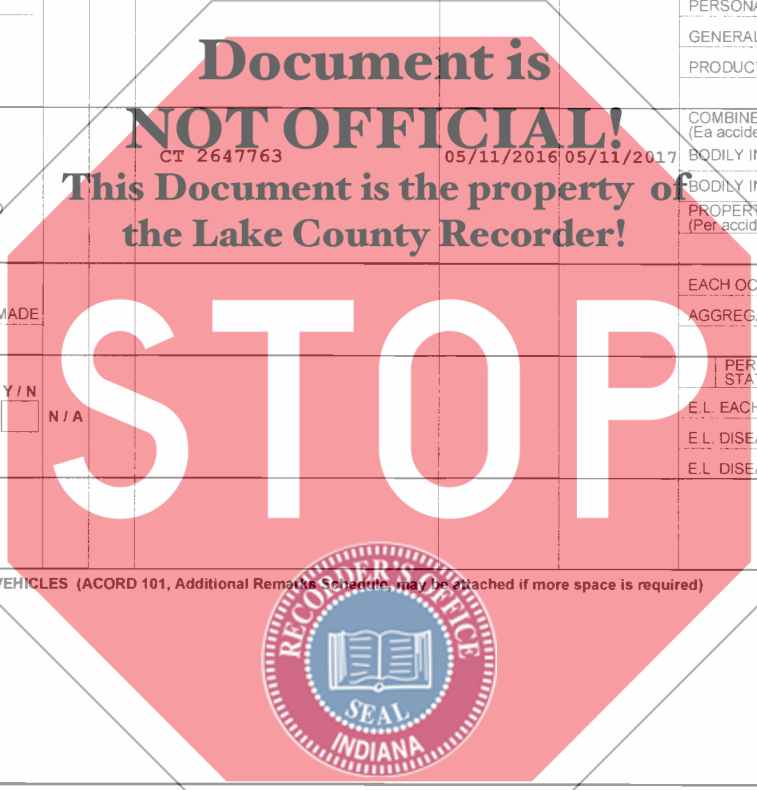 PERSONA
GENERAL
PRODUCT
Document is
NOT OFFICIAL!
COMBINE
(Ea accide
CT 2647763 05/11/2016 05/11/2017 BODILY IN
This Document is the property of
BODILY IN
PROPERT
(Per accid
the Lake County Recorder!
EACH OC
MADE
AGGREGA
STOP
PER
STAT
Y / N
N / A
E.L. EACH
E.L. DISEA
E.L DISEA
VEHICLES (ACORD 101, Additional Remarks Schedule, may be attached if more space is required)
RECORDER'S OFFICE
SEAL
INDIANA